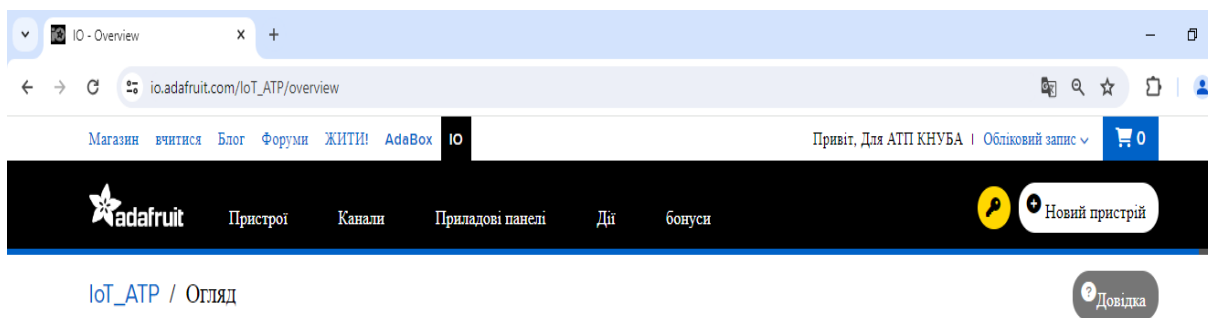 IO - Overview
io.adafruit.com/IoT_ATP/overview
Магазин вчитися Блог Форуми ЖИТИ! AdaBox IO Привіт, Для АТП КНУБА | Обліковий запис 0
adafruit Пристрої Канали Приладові панелі Дії бонуси Новий пристрій
IoT_ATP / Огляд Довідка